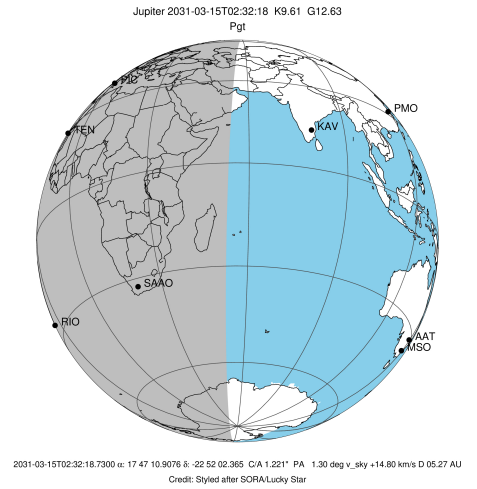 Jupiter 2031-03-15T02:32:18 K9.61 G12.63
Pgt
PIC
PMO
TEN
KAV
SAAO
RIO
AAT
MSO
2031-03-15T02:32:18.7300 α: 17 47 10.9076 δ: -22 52 02.365 C/A 1.221" PA 1.30 deg v_sky +14.80 km/s D 05.27 AU
Credit: Styled after SORA/Lucky Star